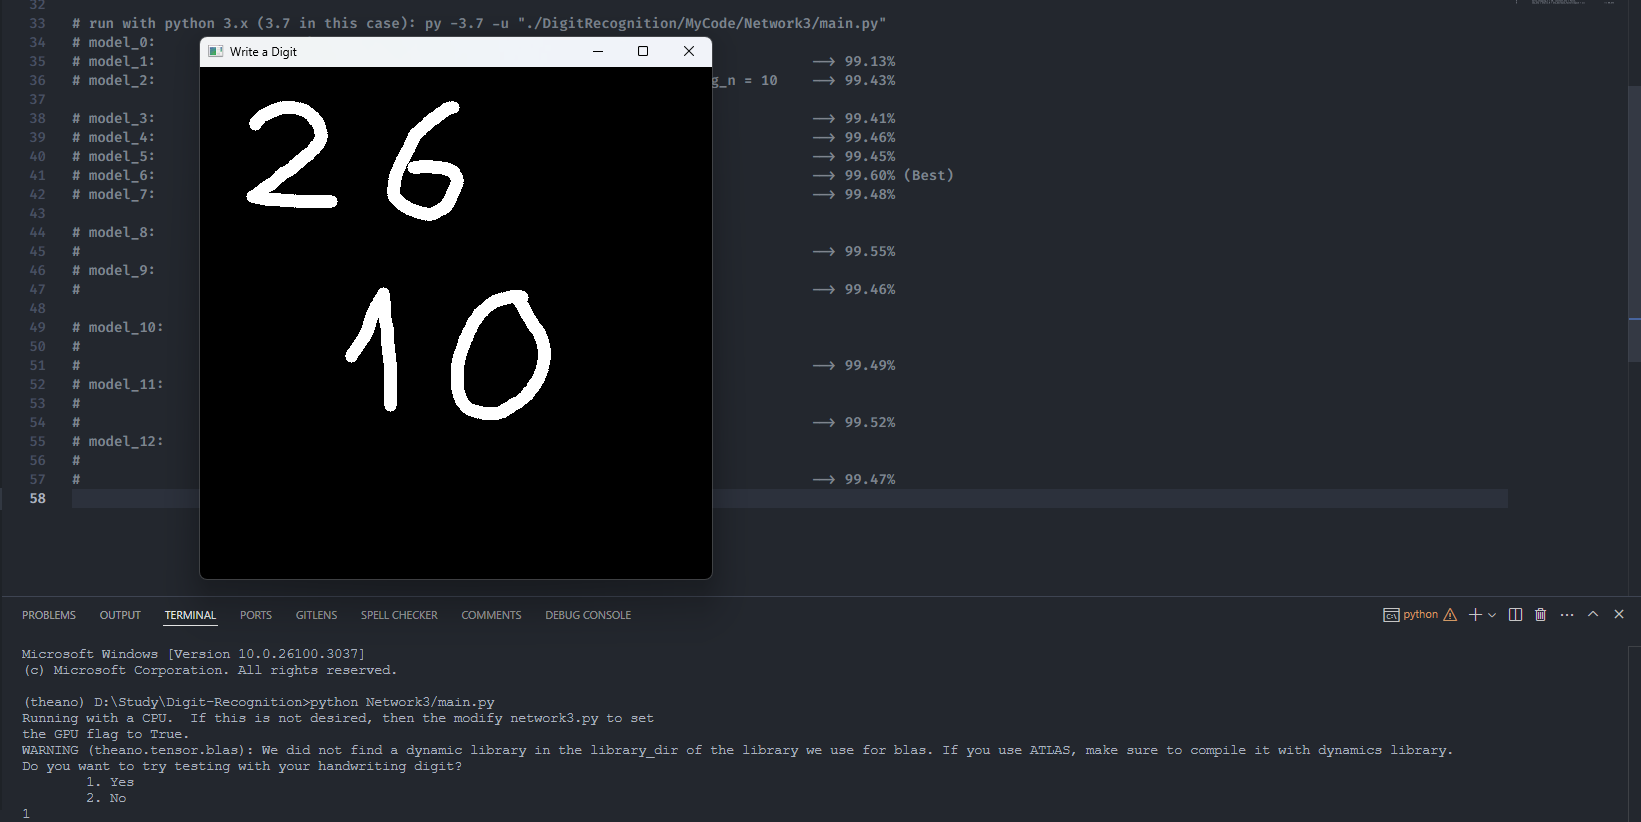 32
33 # run with python 3.x (3.7 in this case): py -3.7 -u "./DigitRecognition/MyCode/Network3/main.py"
34 # model_0:
Write a Digit
35 # model_1: --> 99.13%
36 # model_2: g_n = 10 --> 99.43%
37
38 # model_3: --> 99.41%
39 # model_4: --> 99.46%
40 # model_5: --> 99.45%
41 # model_6: --> 99.60% (Best)
42 # model_7: --> 99.48%
43
44 # model_8:
45 # --> 99.55%
46 # model_9:
47 # --> 99.46%
48
49 # model_10:
50 #
51 # --> 99.49%
52 # model_11:
53 #
54 # --> 99.52%
55 # model_12:
56 #
57 # --> 99.47%
58
26
10
PROBLEMS OUTPUT TERMINAL PORTS GITLENS SPELL CHECKER COMMENTS DEBUG CONSOLE python
Microsoft Windows [Version 10.0.26100.3037]
(c) Microsoft Corporation. All rights reserved.
(theano) D:\Study\Digit-Recognition>python Network3/main.py
Running with a CPU.  If this is not desired, then the modify network3.py to set
the GPU flag to True.
WARNING (theano.tensor.blas): We did not find a dynamic library in the library_dir of the library we use for blas. If you use ATLAS, make sure to compile it with dynamics library.
Do you want to try testing with your handwriting digit?
1. Yes
2. No
1